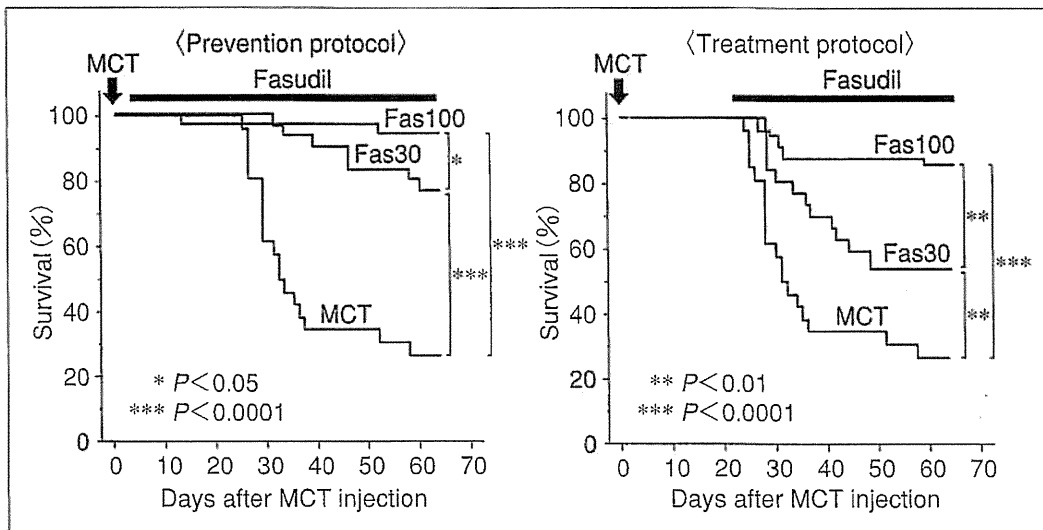 〈Prevention protocol〉
MCT
Fasudil
Fas100
Fas30
MCT
*
***
***
100
80
60
40
20
0
Survival (%)
* P<0.05
*** P<0.0001
0 10 20 30 40 50 60 70
Days after MCT injection
〈Treatment protocol〉
MCT
Fasudil
Fas100
Fas30
MCT
**
**
***
100
80
60
40
20
0
Survival (%)
** P<0.01
*** P<0.0001
0 10 20 30 40 50 60 70
Days after MCT injection